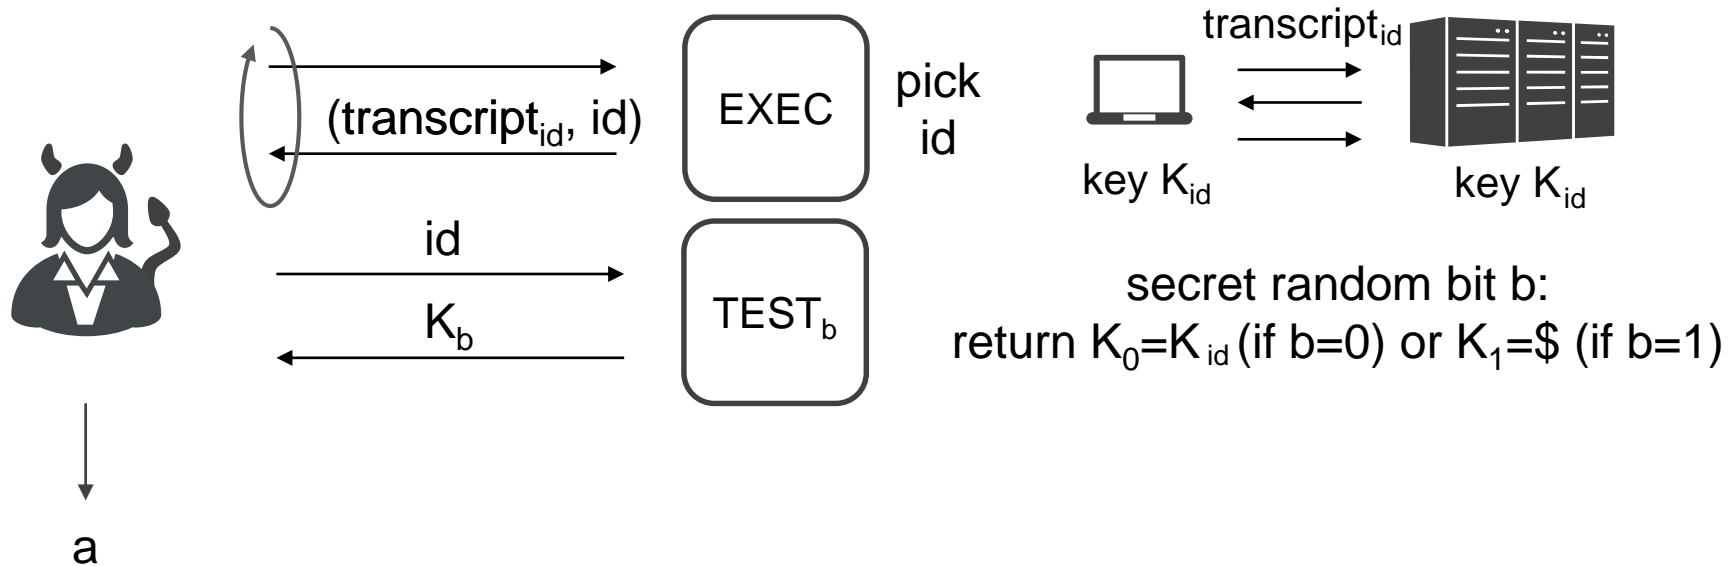 (transcript_id, id)
EXEC
pick
id
transcript_id
key K_id
key K_id
id
K_b
TEST_b
secret random bit b:
return K_0=K_id (if b=0) or K_1=$ (if b=1)
a